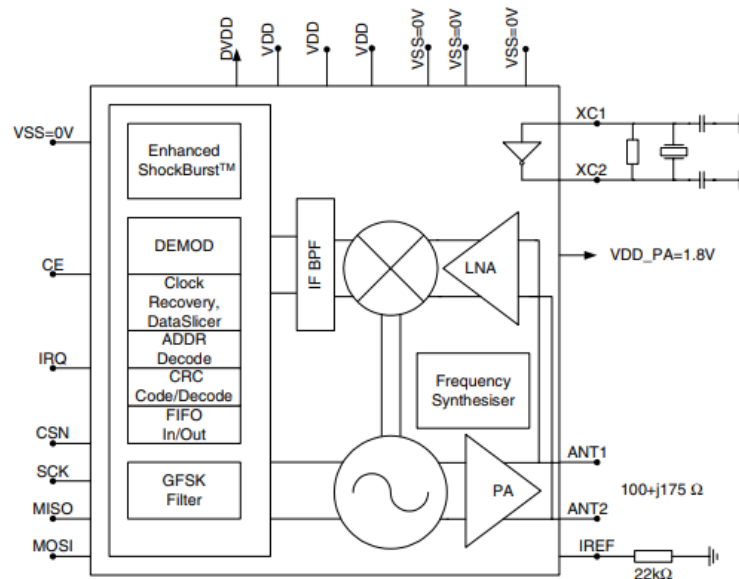 DVDD
VDD
VDD
VDD
VSS=0V
VSS=0V
VSS=0V
VSS=0V
CE
IRQ
CSN
SCK
MISO
MOSI
Enhanced
ShockBurst™
DEMOD
Clock
Recovery,
DataSlicer
ADDR
Decode
CRC
Code/Decode
FIFO
In/Out
GFSK
Filter
IF BPF
LNA
Frequency
Synthesiser
PA
XC1
XC2
VDD_PA=1.8V
ANT1
100+j175 Ω
ANT2
IREF
22kΩ